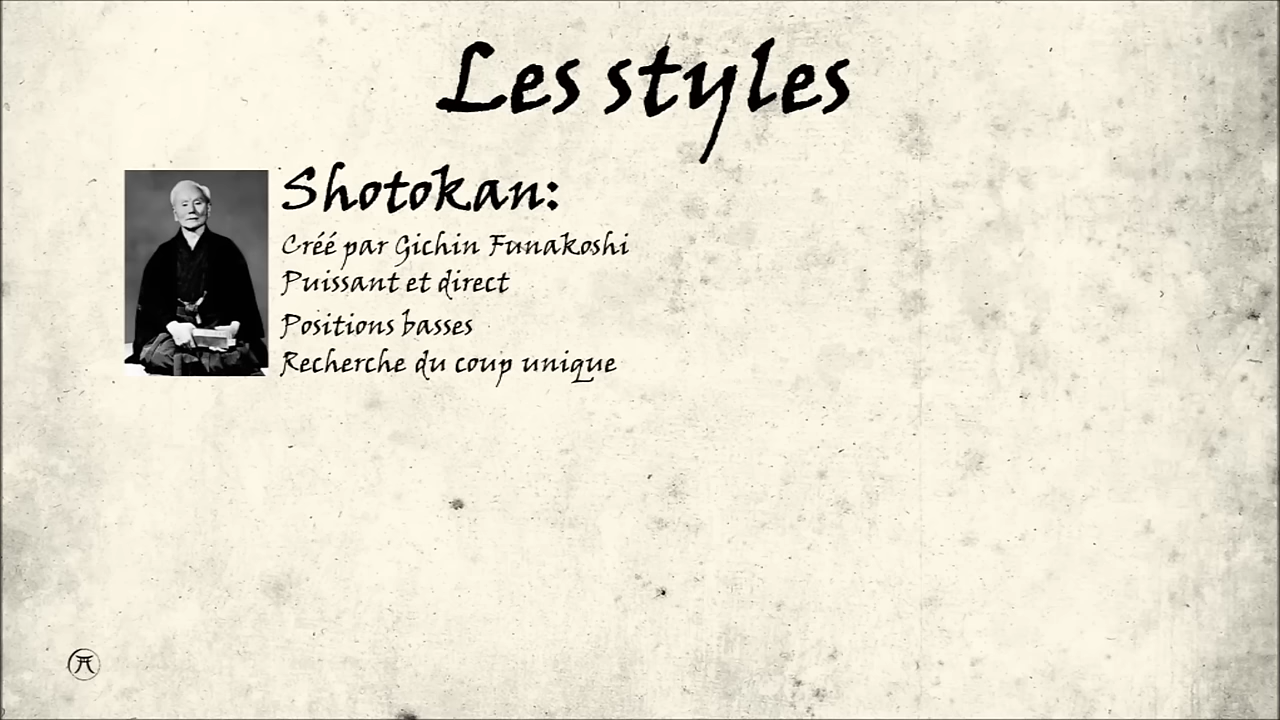 Les styles
Shotokan:
Créé par Gichin Funakoshi
Puissant et direct
Positions basses
Recherche du coup unique